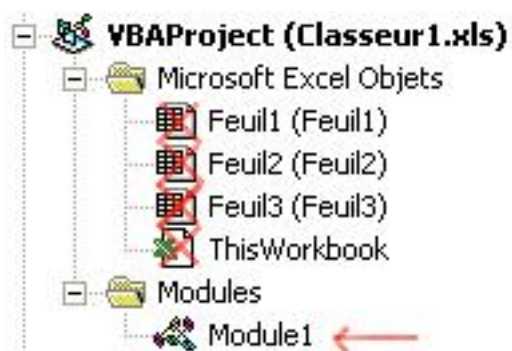 VBAProject (Classeur1.xls)
Microsoft Excel Objets
Feuil1 (Feuil1)
Feuil2 (Feuil2)
Feuil3 (Feuil3)
ThisWorkbook
Modules
Module1